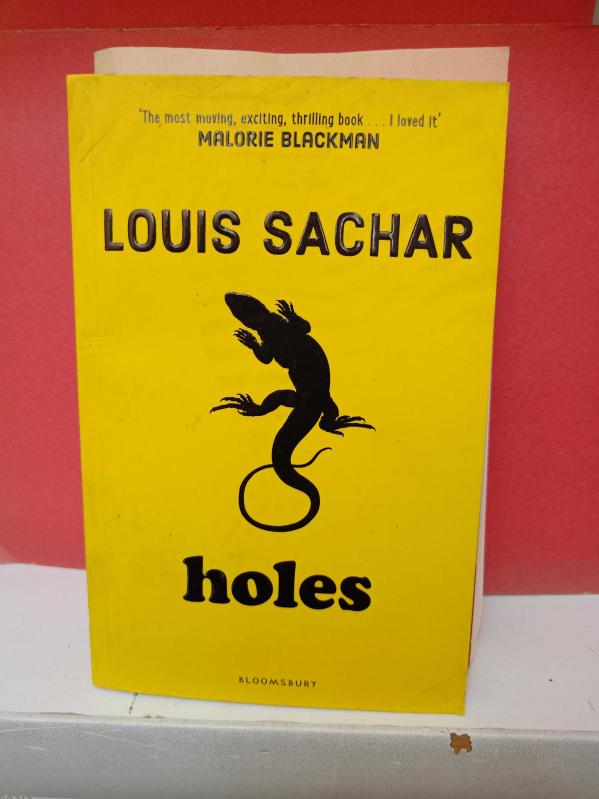 'The most moving, exciting, thrilling book . . . I loved it'
MALORIE BLACKMAN
LOUIS SACHAR
holes
BLOOMSBURY